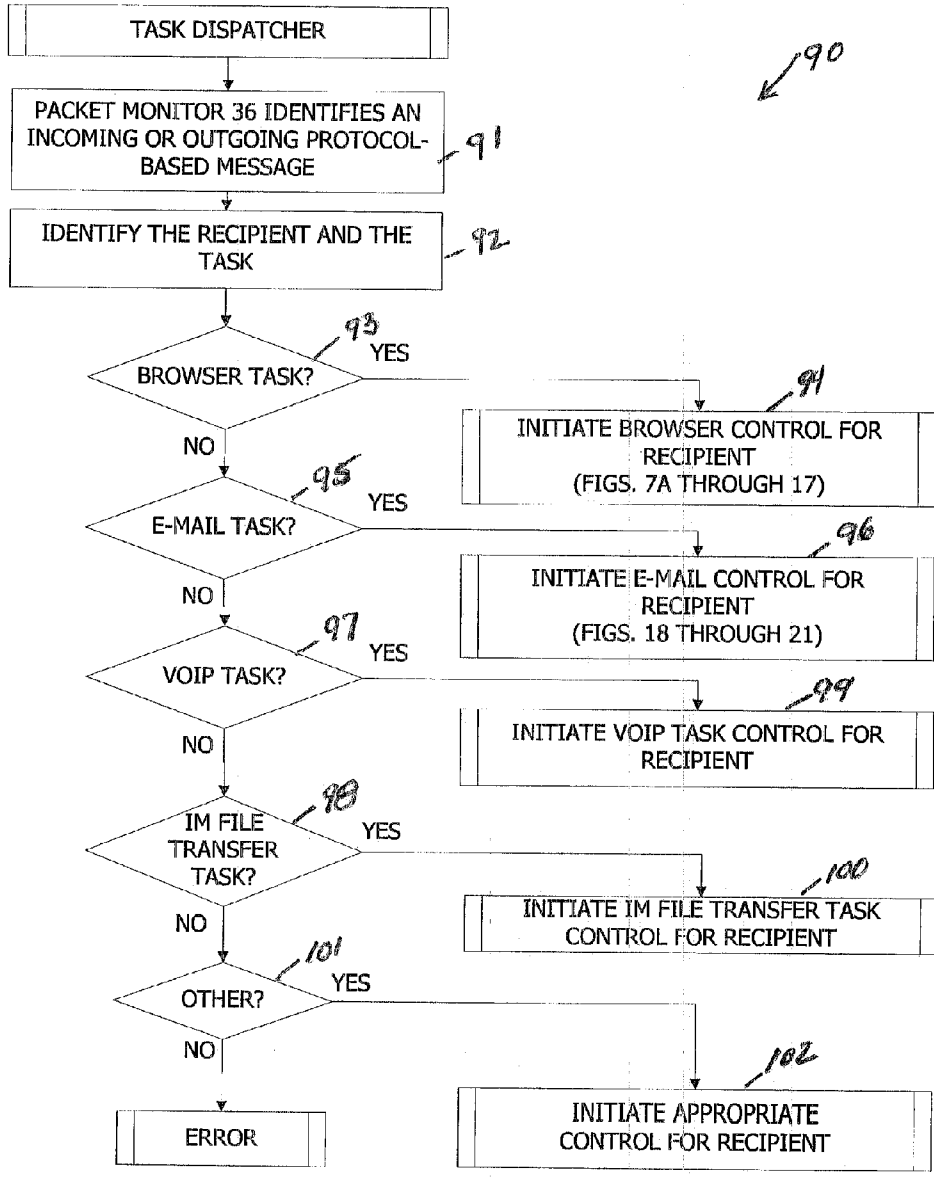 TASK DISPATCHER
90
PACKET MONITOR 36 IDENTIFIES AN
INCOMING OR OUTGOING PROTOCOL-
BASED MESSAGE
91
IDENTIFY THE RECIPIENT AND THE
TASK
92
BROWSER TASK?
93
YES
NO
INITIATE BROWSER CONTROL FOR
RECIPIENT
(FIGS. 7A THROUGH 17)
94
E-MAIL TASK?
95
YES
NO
INITIATE E-MAIL CONTROL FOR
RECIPIENT
(FIGS. 18 THROUGH 21)
96
VOIP TASK?
97
YES
NO
INITIATE VOIP TASK CONTROL FOR
RECIPIENT
99
IM FILE
TRANSFER
TASK?
98
YES
NO
INITIATE IM FILE TRANSFER TASK
CONTROL FOR RECIPIENT
100
OTHER?
101
YES
NO
INITIATE APPROPRIATE
CONTROL FOR RECIPIENT
102
ERROR